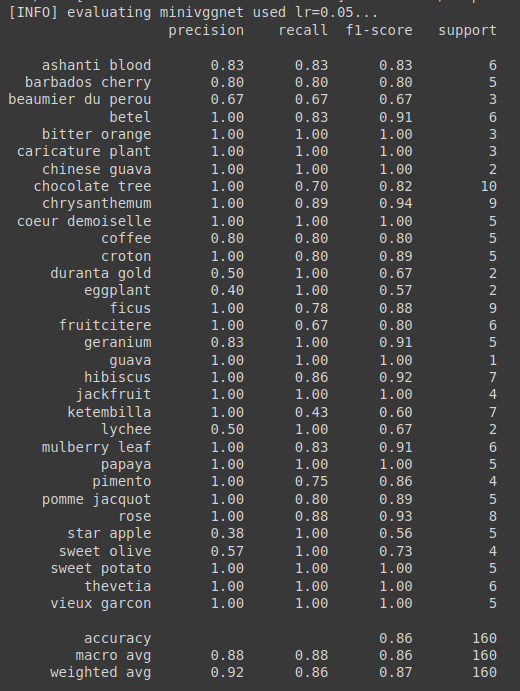 [INFO] evaluating minivggnet used lr=0.05...
precision recall f1-score support
ashanti blood 0.83 0.83 0.83 6
barbados cherry 0.80 0.80 0.80 5
beaumier du perou 0.67 0.67 0.67 3
betel 1.00 0.83 0.91 6
bitter orange 1.00 1.00 1.00 3
caricature plant 1.00 1.00 1.00 3
chinese guava 1.00 1.00 1.00 2
chocolate tree 1.00 0.70 0.82 10
chrysanthemum 1.00 0.89 0.94 9
coeur demoiselle 1.00 1.00 1.00 5
coffee 0.80 0.80 0.80 5
croton 1.00 0.80 0.89 5
duranta gold 0.50 1.00 0.67 2
eggplant 0.40 1.00 0.57 2
ficus 1.00 0.78 0.88 9
fruitcitere 1.00 0.67 0.80 6
geranium 0.83 1.00 0.91 5
guava 1.00 1.00 1.00 1
hibiscus 1.00 0.86 0.92 7
jackfruit 1.00 1.00 1.00 4
ketembilla 1.00 0.43 0.60 7
lychee 0.50 1.00 0.67 2
mulberry leaf 1.00 0.83 0.91 6
papaya 1.00 1.00 1.00 5
pimento 1.00 0.75 0.86 4
pomme jacquot 1.00 0.80 0.89 5
rose 1.00 0.88 0.93 8
star apple 0.38 1.00 0.56 5
sweet olive 0.57 1.00 0.73 4
sweet potato 1.00 1.00 1.00 5
thevetia 1.00 1.00 1.00 6
vieux garcon 1.00 1.00 1.00 5
accuracy 0.86 160
macro avg 0.88 0.88 0.86 160
weighted avg 0.92 0.86 0.87 160